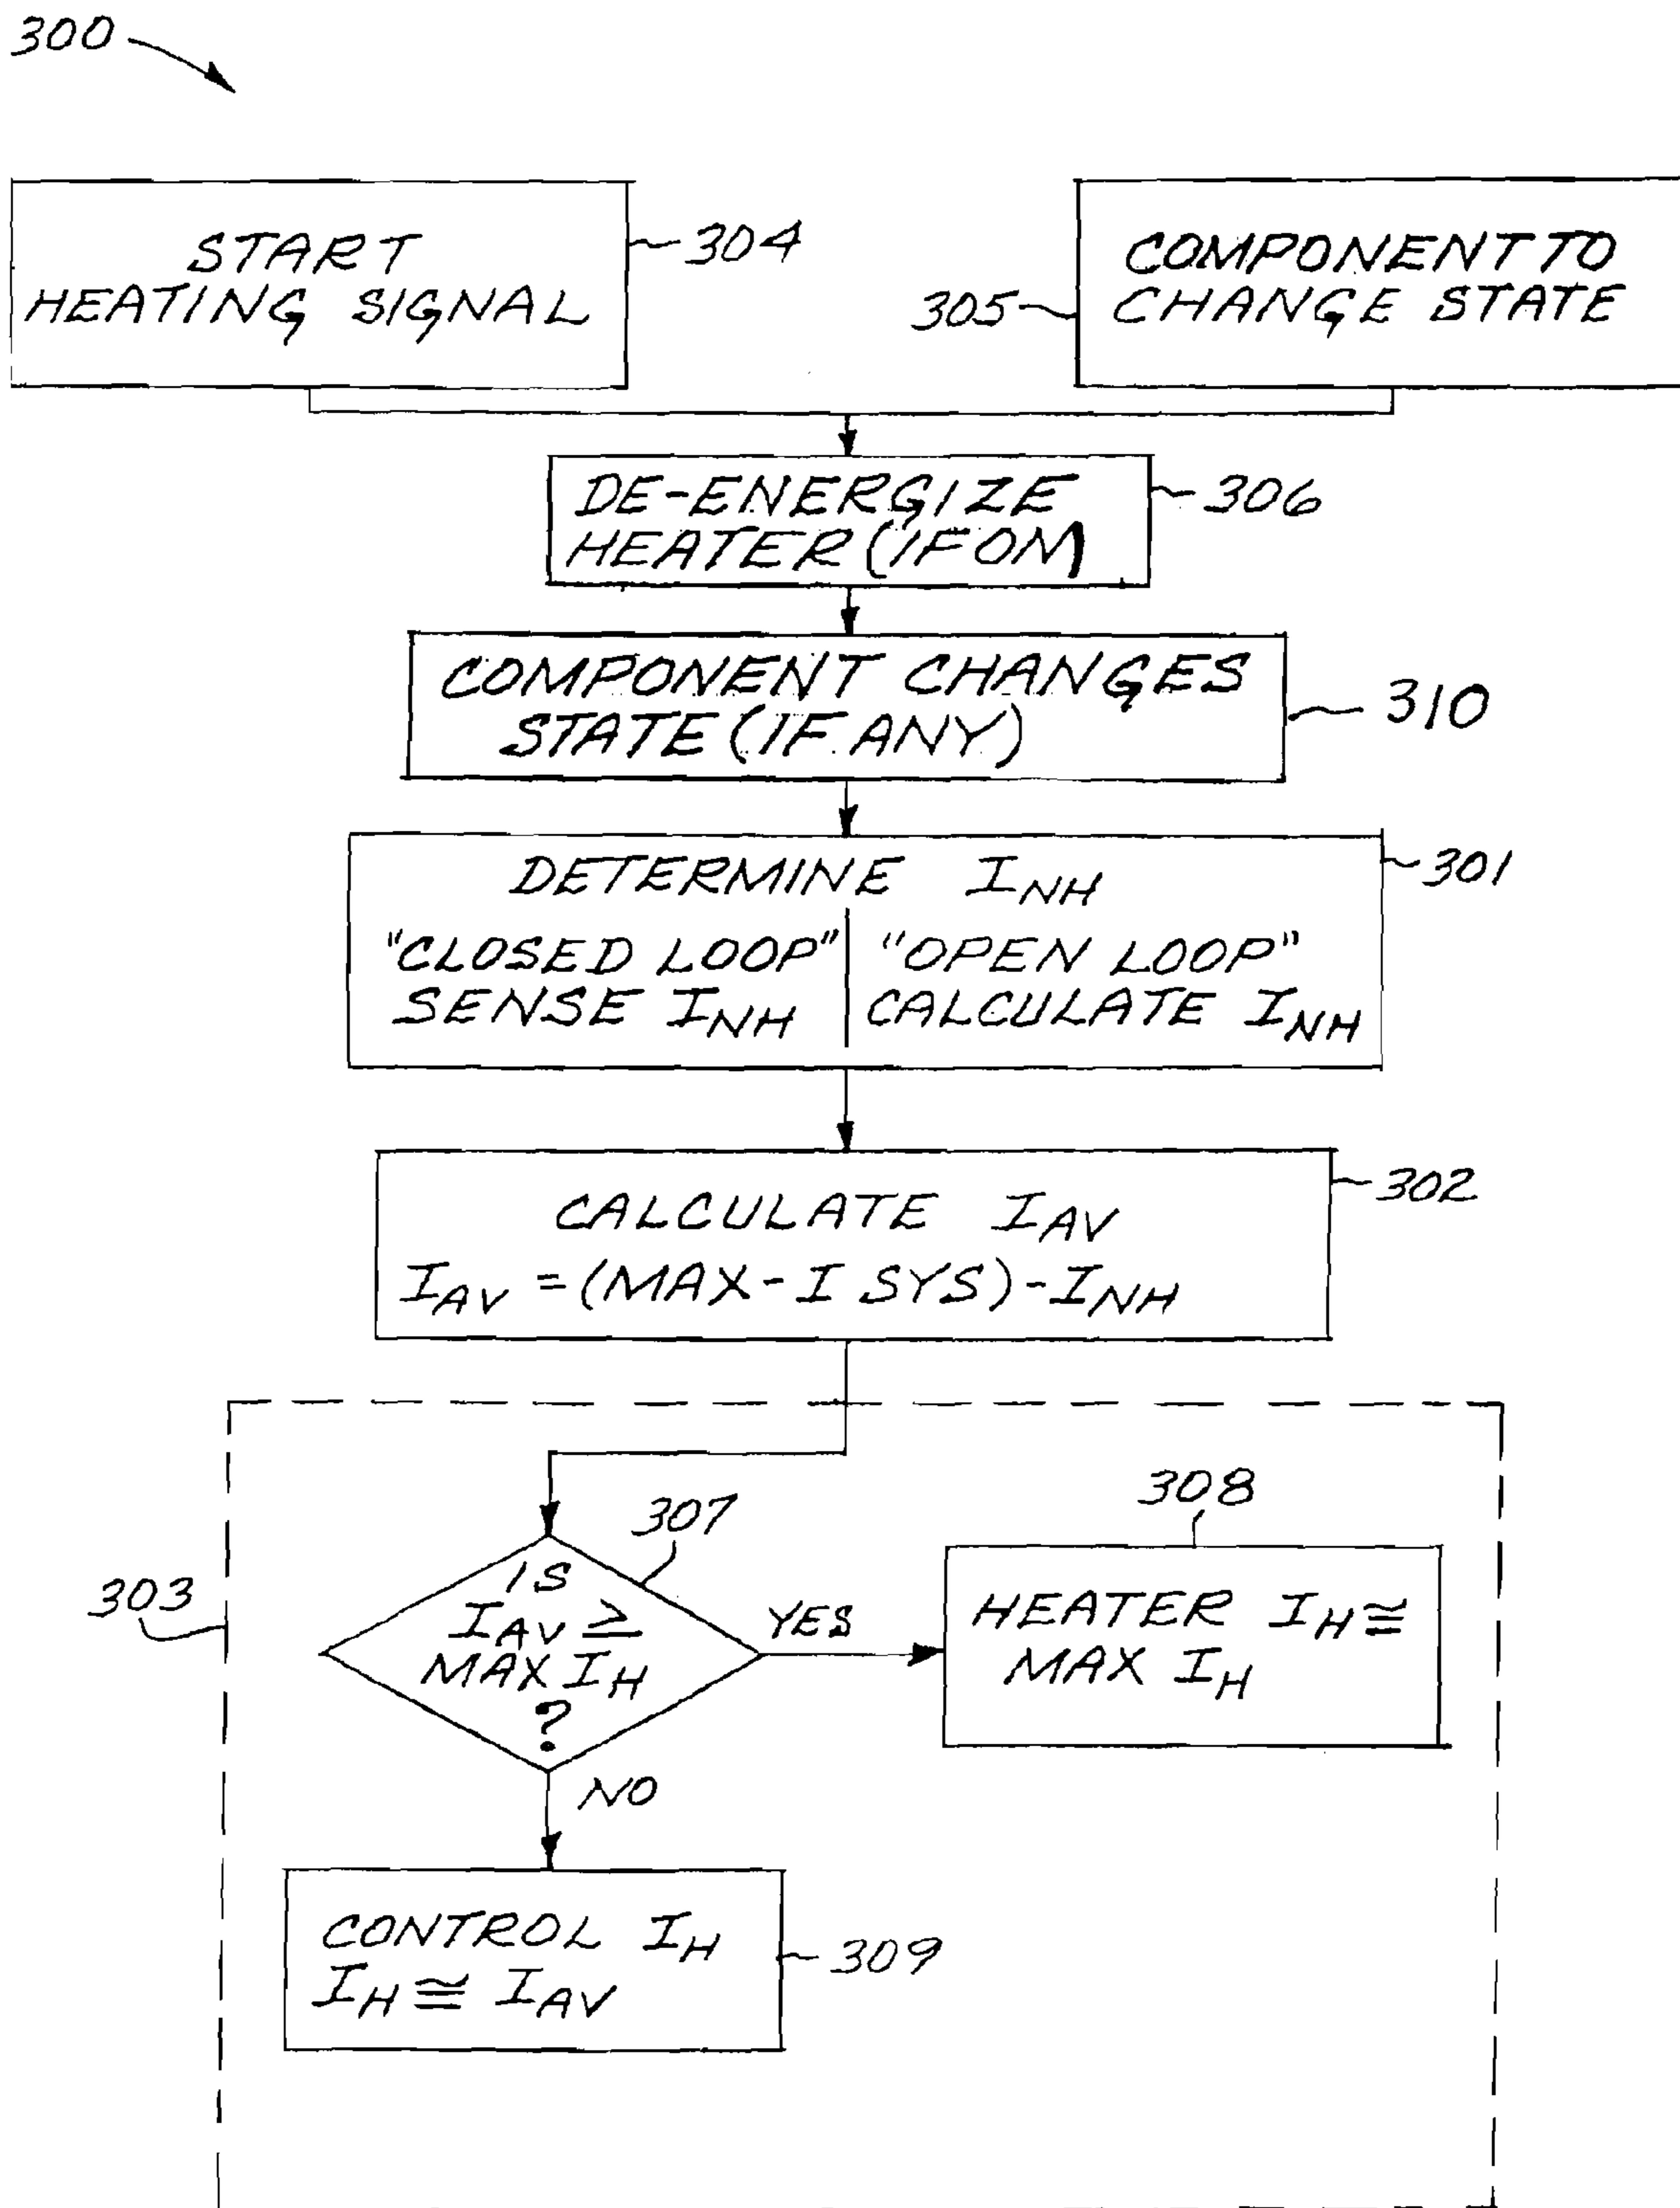 300
START
HEATING SIGNAL
304
COMPONENT TO
CHANGE STATE
305
DE-ENERGIZE
HEATER (IF ON)
306
COMPONENT CHANGES
STATE (IF ANY)
310
DETERMINE I_NH
"CLOSED LOOP" | "OPEN LOOP"
SENSE I_NH | CALCULATE I_NH
301
CALCULATE I_AV
I_AV = (MAX - I SYS) - I_NH
302
303
307
IS
I_AV ≥
MAX I_H
?
YES
308
HEATER I_H ≅
MAX I_H
NO
CONTROL I_H
I_H ≅ I_AV
309